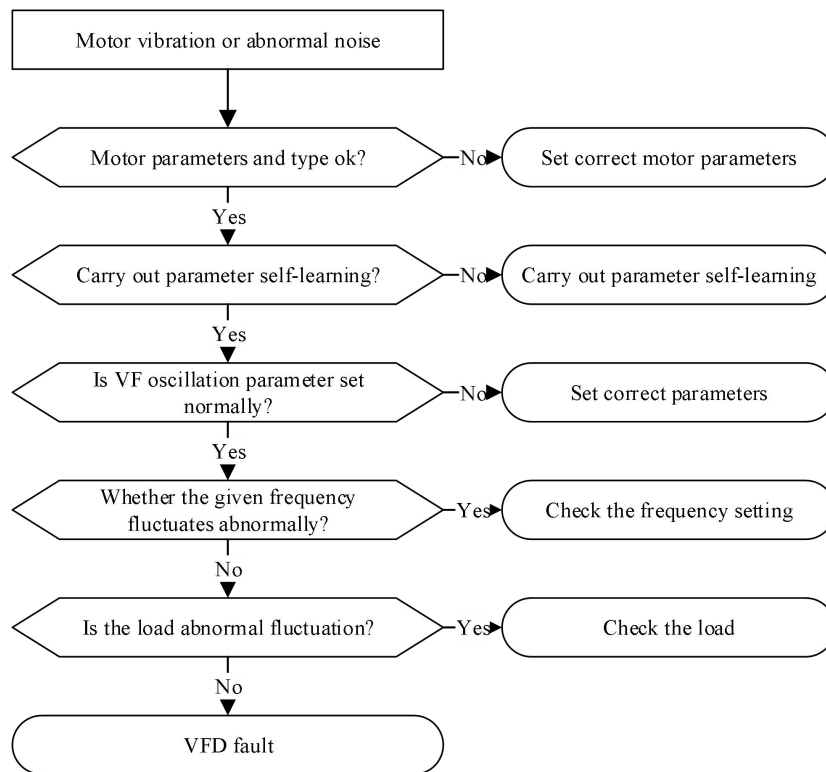 Motor vibration or abnormal noise
Motor parameters and type ok?
No
Set correct motor parameters
Yes
Carry out parameter self-learning?
No
Carry out parameter self-learning
Yes
Is VF oscillation parameter set
normally?
No
Set correct parameters
Yes
Whether the given frequency
fluctuates abnormally?
Yes
Check the frequency setting
No
Is the load abnormal fluctuation?
Yes
Check the load
No
VFD fault